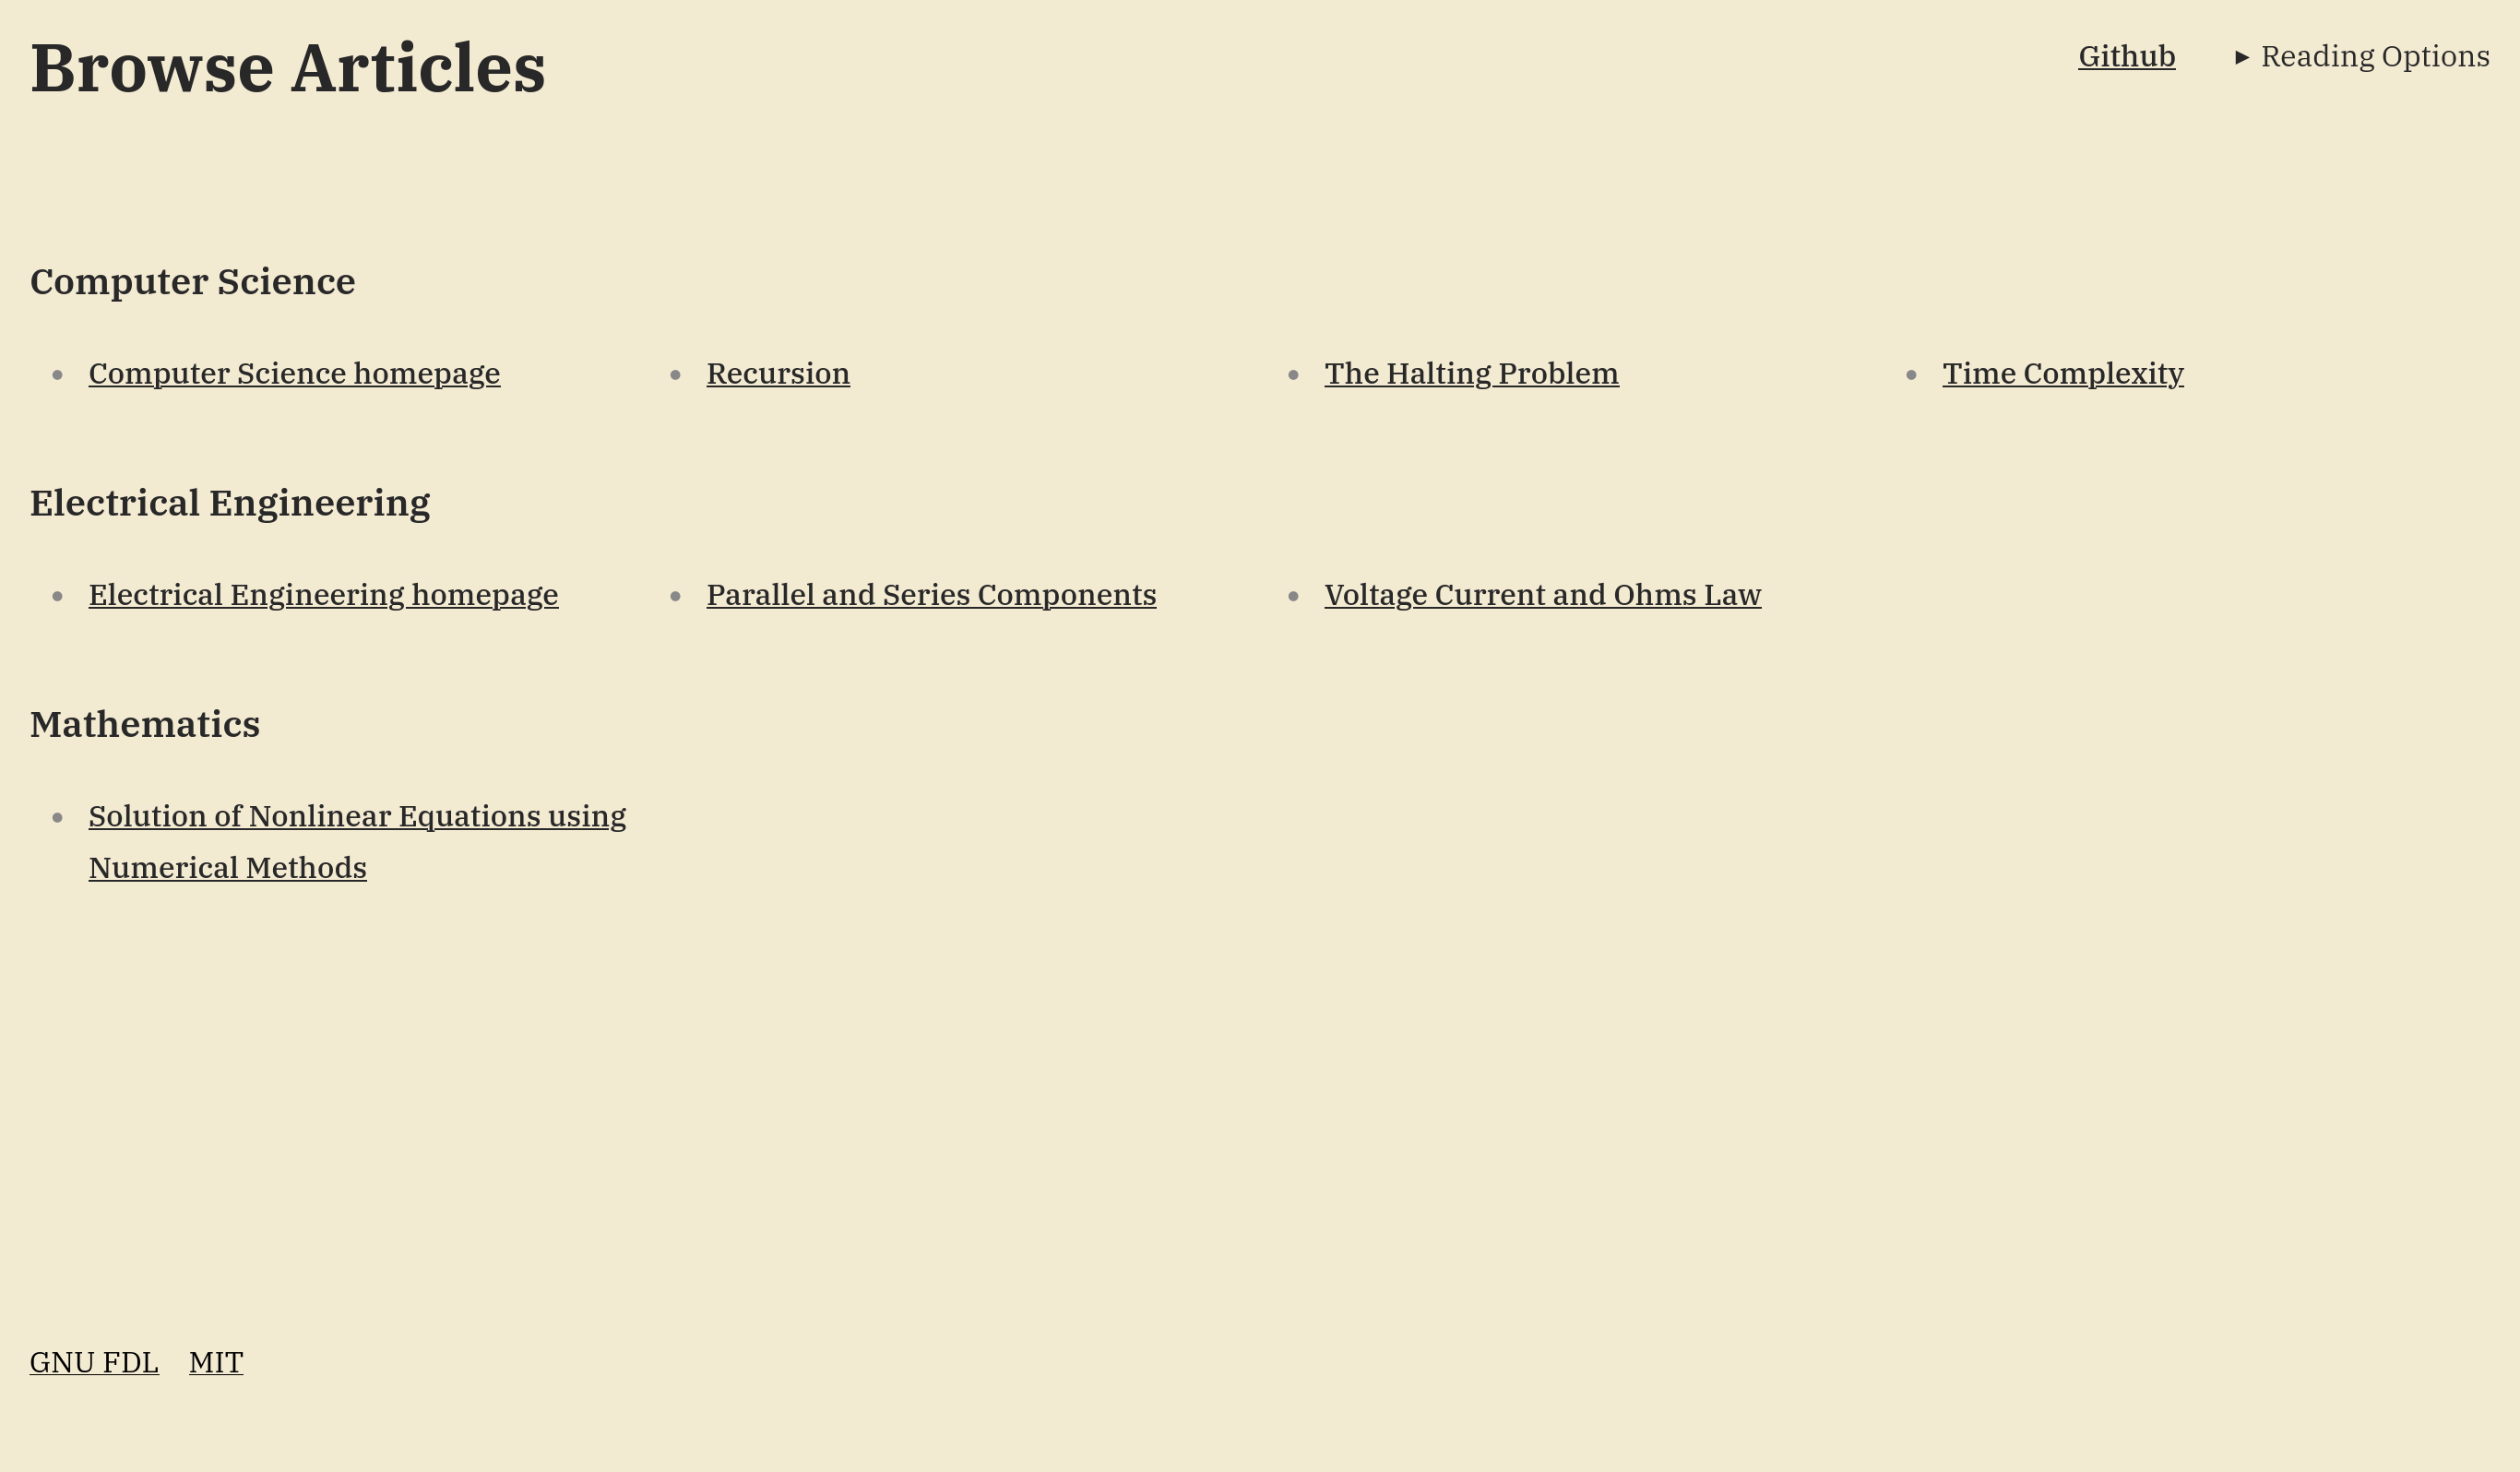 Browse Articles
Github
▸ Reading Options
Computer Science
• Computer Science homepage
• Recursion
• The Halting Problem
• Time Complexity
Electrical Engineering
• Electrical Engineering homepage
• Parallel and Series Components
• Voltage Current and Ohms Law
Mathematics
• Solution of Nonlinear Equations using
Numerical Methods
GNU FDL
MIT